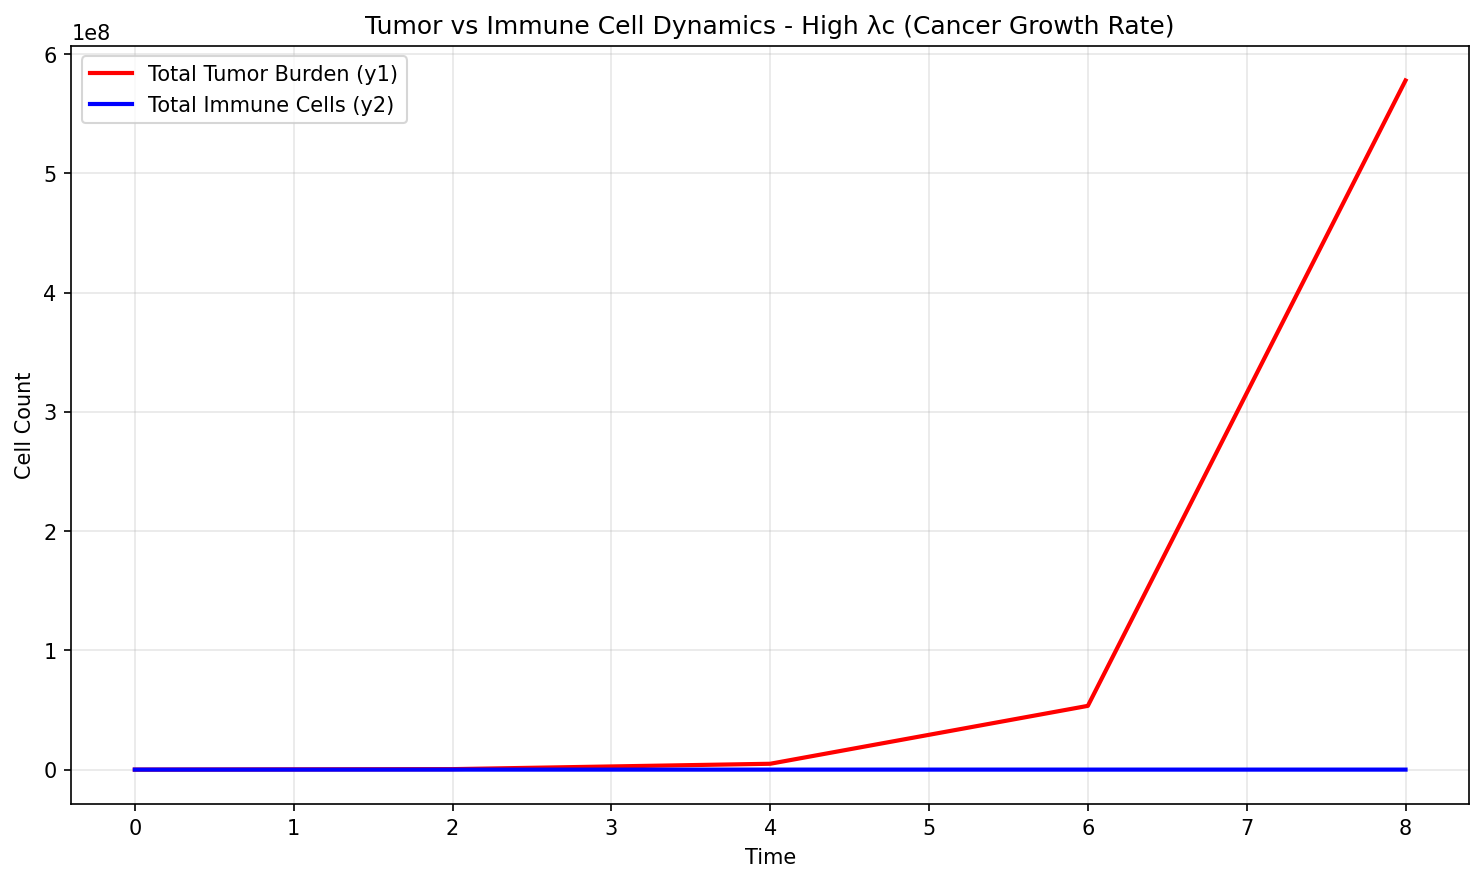 Tumor vs Immune Cell Dynamics - High λc (Cancer Growth Rate)
1e8
Total Tumor Burden (y1)
Total Immune Cells (y2)
6
5
4
3
2
1
0
Cell Count
0 1 2 3 4 5 6 7 8
Time